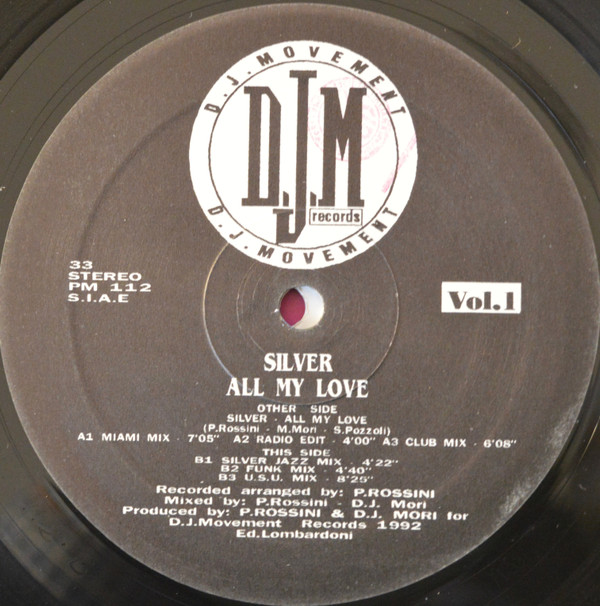 D.J.MOVEMENT
DJM
records
D.J.MOVEMENT
33
STEREO
PM 112
S.I.A.E
Vol.1
SILVER
ALL MY LOVE
OTHER SIDE
SILVER - ALL MY LOVE
(P.Rossini - M.Mori - S.Pozzoli)
A1 MIAMI MIX - 7'05" A2 RADIO EDIT - 4'00" A3 CLUB MIX - 6'08"
THIS SIDE
B1 SILVER JAZZ MIX - 4'22"
B2 FUNK MIX - 4'40"
B3 U.S.U. MIX - 8'25"
Recorded arranged by: P.ROSSINI
Mixed by: P.Rossini - D.J. Mori
Produced by: P.ROSSINI & D.J. MORI for
D.J.Movement Records 1992
Ed.Lombardoni